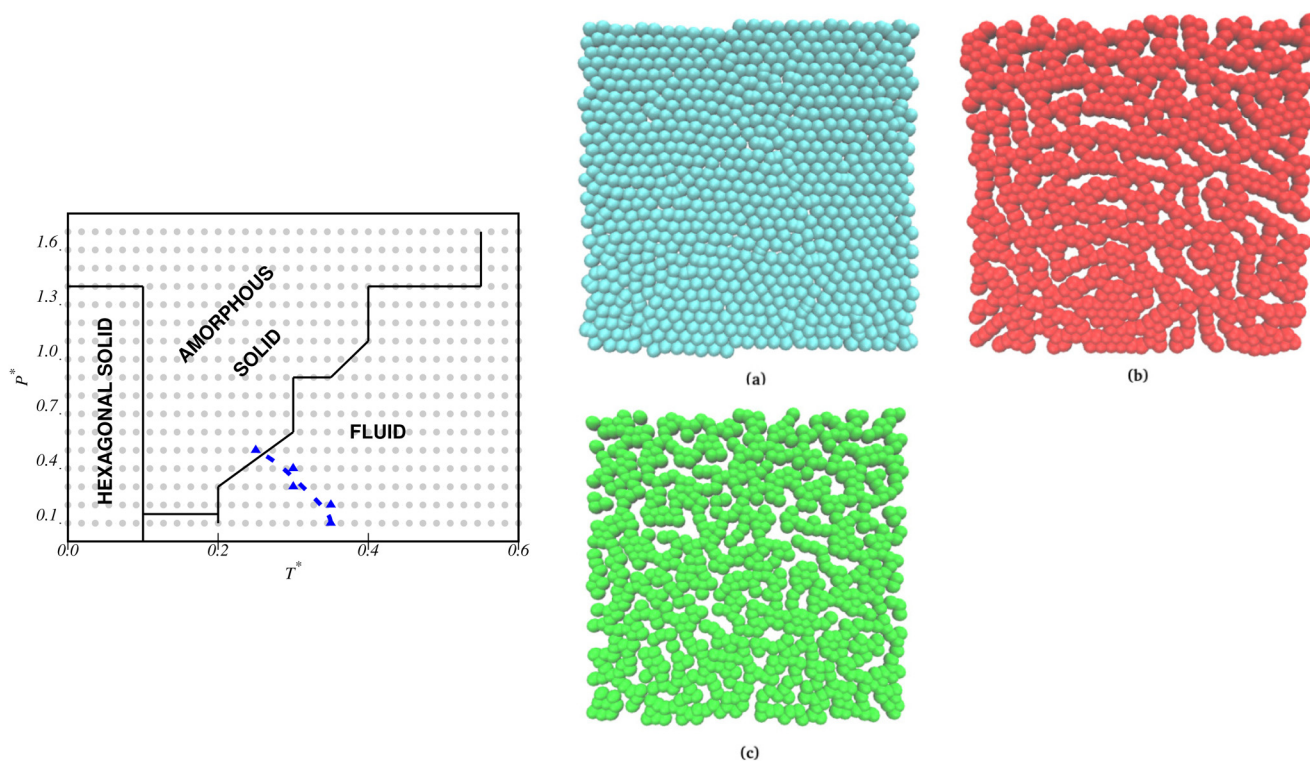 1.6
1.3
1.0
0.7
0.4
0.1
P*
HEXAGONAL SOLID
AMORPHOUS
SOLID
FLUID
0.0
0.2
0.4
0.6
T*
(a)
(b)
(c)